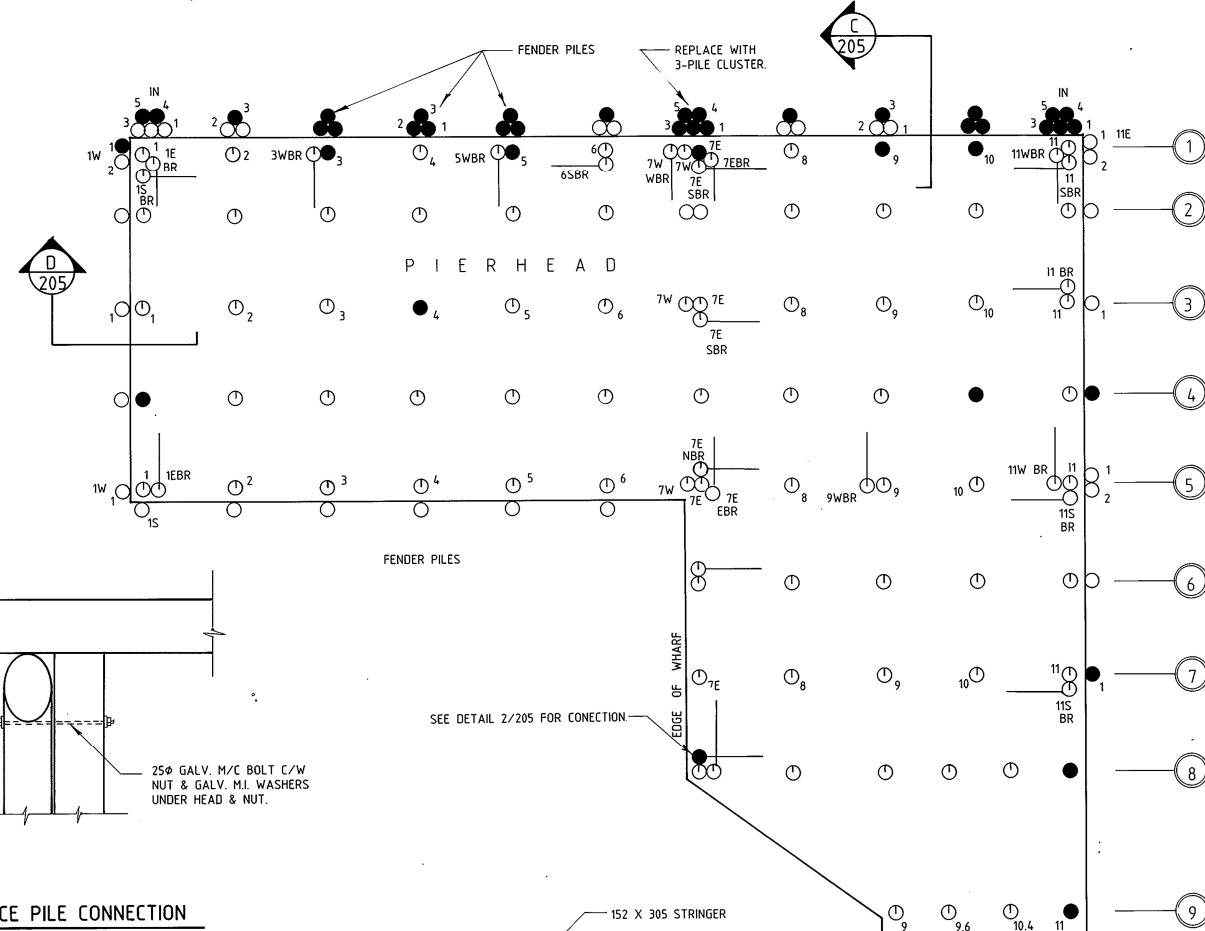 C
205
FENDER PILES
REPLACE WITH
3-PILE CLUSTER.
IN
IN
5 4
3
3
5 4
3
5 4
3 1
2
2 1
3 1
2 1
3 1
1 11E
1
1
1W
2
1
1E
BR
2
3WBR
3
4
5WBR
5
6
6SBR
7W
WBR
7W
7E
7EBR
7E
SBR
8
9
10
11WBR
11
2
11
SBR
1S
BR
2
D
205
PIERHEAD
11 BR
1
1
2
3
4
5
6
7W
7E
7E
SBR
8
9
10
11
1
3
4
7E
NBR
1W
1
1EBR
2
3
4
5
6
7W
7E
7E
EBR
8
9WBR
9
10
11W BR
11
1
2
11S
BR
5
1S
FENDER PILES
6
EDGE OF WHARF
7E
8
9
10
11
1
11S
BR
7
SEE DETAIL 2/205 FOR CONECTION.
25ø GALV. M/C BOLT C/W
NUT & GALV. M.I. WASHERS
UNDER HEAD & NUT.
8
CE PILE CONNECTION
152 X 305 STRINGER
9
9.6
10.4
11
9